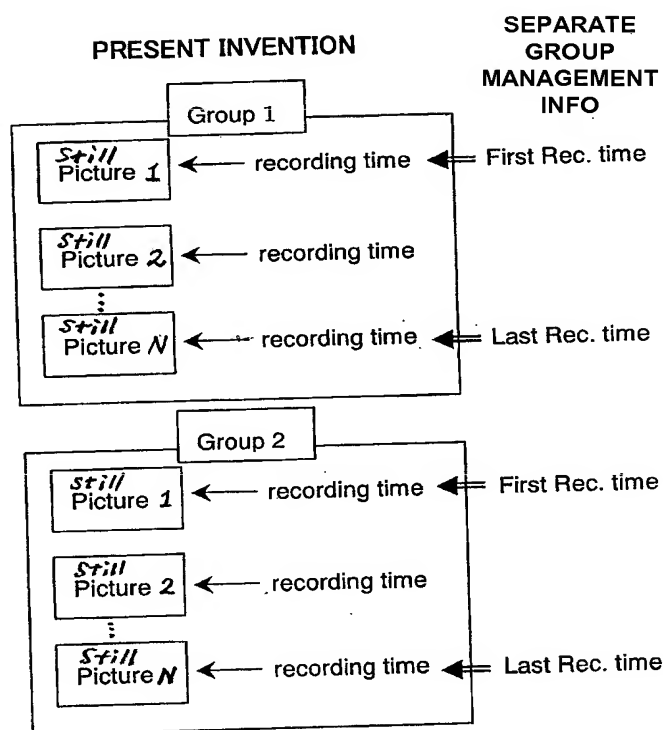 PRESENT INVENTION
SEPARATE
GROUP
MANAGEMENT
INFO
Group 1
Still
Picture 1
recording time
First Rec. time
Still
Picture 2
recording time
Still
Picture N
recording time
Last Rec. time
Group 2
Still
Picture 1
recording time
First Rec. time
Still
Picture 2
recording time
Still
Picture N
recording time
Last Rec. time